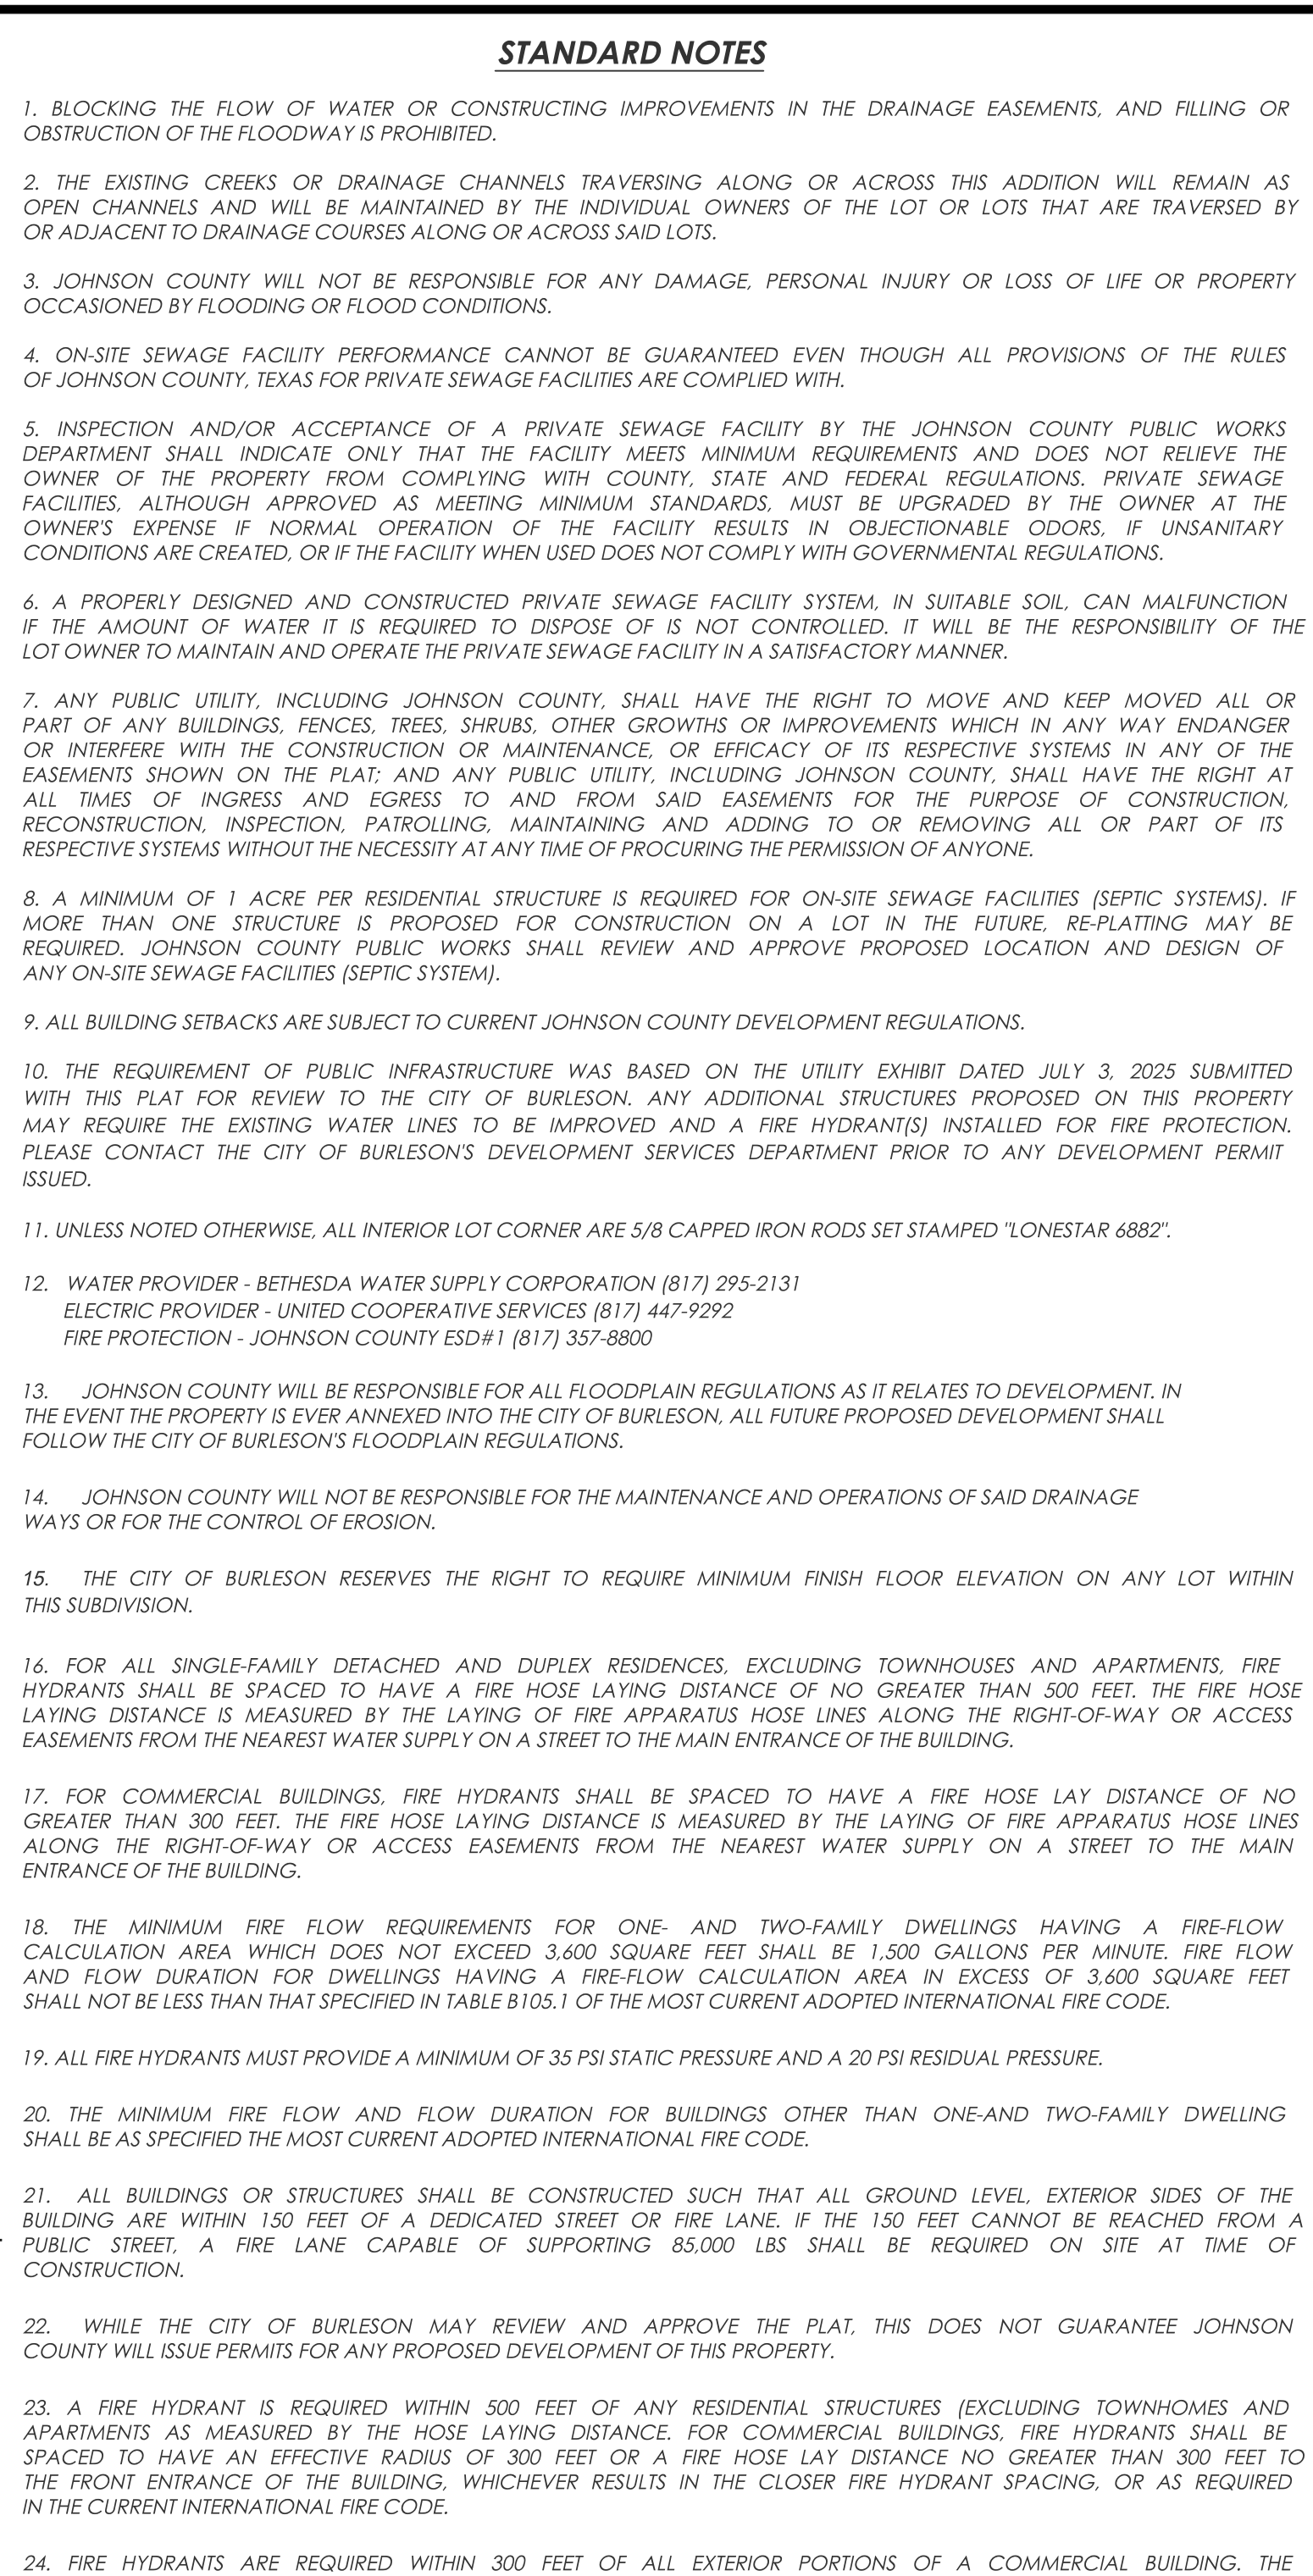 STANDARD NOTES
1. BLOCKING THE FLOW OF WATER OR CONSTRUCTING IMPROVEMENTS IN THE DRAINAGE EASEMENTS, AND FILLING OR
OBSTRUCTION OF THE FLOODWAY IS PROHIBITED.
2. THE EXISTING CREEKS OR DRAINAGE CHANNELS TRAVERSING ALONG OR ACROSS THIS ADDITION WILL REMAIN AS
OPEN CHANNELS AND WILL BE MAINTAINED BY THE INDIVIDUAL OWNERS OF THE LOT OR LOTS THAT ARE TRAVERSED BY
OR ADJACENT TO DRAINAGE COURSES ALONG OR ACROSS SAID LOTS.
3. JOHNSON COUNTY WILL NOT BE RESPONSIBLE FOR ANY DAMAGE, PERSONAL INJURY OR LOSS OF LIFE OR PROPERTY
OCCASIONED BY FLOODING OR FLOOD CONDITIONS.
4. ON-SITE SEWAGE FACILITY PERFORMANCE CANNOT BE GUARANTEED EVEN THOUGH ALL PROVISIONS OF THE RULES
OF JOHNSON COUNTY, TEXAS FOR PRIVATE SEWAGE FACILITIES ARE COMPLIED WITH.
5. INSPECTION AND/OR ACCEPTANCE OF A PRIVATE SEWAGE FACILITY BY THE JOHNSON COUNTY PUBLIC WORKS
DEPARTMENT SHALL INDICATE ONLY THAT THE FACILITY MEETS MINIMUM REQUIREMENTS AND DOES NOT RELIEVE THE
OWNER OF THE PROPERTY FROM COMPLYING WITH COUNTY, STATE AND FEDERAL REGULATIONS. PRIVATE SEWAGE
FACILITIES, ALTHOUGH APPROVED AS MEETING MINIMUM STANDARDS, MUST BE UPGRADED BY THE OWNER AT THE
OWNER'S EXPENSE IF NORMAL OPERATION OF THE FACILITY RESULTS IN OBJECTIONABLE ODORS, IF UNSANITARY
CONDITIONS ARE CREATED, OR IF THE FACILITY WHEN USED DOES NOT COMPLY WITH GOVERNMENTAL REGULATIONS.
6. A PROPERLY DESIGNED AND CONSTRUCTED PRIVATE SEWAGE FACILITY SYSTEM, IN SUITABLE SOIL, CAN MALFUNCTION
IF THE AMOUNT OF WATER IT IS REQUIRED TO DISPOSE OF IS NOT CONTROLLED. IT WILL BE THE RESPONSIBILITY OF THE
LOT OWNER TO MAINTAIN AND OPERATE THE PRIVATE SEWAGE FACILITY IN A SATISFACTORY MANNER.
7. ANY PUBLIC UTILITY, INCLUDING JOHNSON COUNTY, SHALL HAVE THE RIGHT TO MOVE AND KEEP MOVED ALL OR
PART OF ANY BUILDINGS, FENCES, TREES, SHRUBS, OTHER GROWTHS OR IMPROVEMENTS WHICH IN ANY WAY ENDANGER
OR INTERFERE WITH THE CONSTRUCTION OR MAINTENANCE, OR EFFICACY OF ITS RESPECTIVE SYSTEMS IN ANY OF THE
EASEMENTS SHOWN ON THE PLAT; AND ANY PUBLIC UTILITY, INCLUDING JOHNSON COUNTY, SHALL HAVE THE RIGHT AT
ALL TIMES OF INGRESS AND EGRESS TO AND FROM SAID EASEMENTS FOR THE PURPOSE OF CONSTRUCTION,
RECONSTRUCTION, INSPECTION, PATROLLING, MAINTAINING AND ADDING TO OR REMOVING ALL OR PART OF ITS
RESPECTIVE SYSTEMS WITHOUT THE NECESSITY AT ANY TIME OF PROCURING THE PERMISSION OF ANYONE.
8. A MINIMUM OF 1 ACRE PER RESIDENTIAL STRUCTURE IS REQUIRED FOR ON-SITE SEWAGE FACILITIES (SEPTIC SYSTEMS). IF
MORE THAN ONE STRUCTURE IS PROPOSED FOR CONSTRUCTION ON A LOT IN THE FUTURE, RE-PLATTING MAY BE
REQUIRED. JOHNSON COUNTY PUBLIC WORKS SHALL REVIEW AND APPROVE PROPOSED LOCATION AND DESIGN OF
ANY ON-SITE SEWAGE FACILITIES (SEPTIC SYSTEM).
9. ALL BUILDING SETBACKS ARE SUBJECT TO CURRENT JOHNSON COUNTY DEVELOPMENT REGULATIONS.
10. THE REQUIREMENT OF PUBLIC INFRASTRUCTURE WAS BASED ON THE UTILITY EXHIBIT DATED JULY 3, 2025 SUBMITTED
WITH THIS PLAT FOR REVIEW TO THE CITY OF BURLESON. ANY ADDITIONAL STRUCTURES PROPOSED ON THIS PROPERTY
MAY REQUIRE THE EXISTING WATER LINES TO BE IMPROVED AND A FIRE HYDRANT(S) INSTALLED FOR FIRE PROTECTION.
PLEASE CONTACT THE CITY OF BURLESON'S DEVELOPMENT SERVICES DEPARTMENT PRIOR TO ANY DEVELOPMENT PERMIT
ISSUED.
11. UNLESS NOTED OTHERWISE, ALL INTERIOR LOT CORNER ARE 5/8 CAPPED IRON RODS SET STAMPED "LONESTAR 6882".
12. WATER PROVIDER - BETHESDA WATER SUPPLY CORPORATION (817) 295-2131
ELECTRIC PROVIDER - UNITED COOPERATIVE SERVICES (817) 447-9292
FIRE PROTECTION - JOHNSON COUNTY ESD#1 (817) 357-8800
13. JOHNSON COUNTY WILL BE RESPONSIBLE FOR ALL FLOODPLAIN REGULATIONS AS IT RELATES TO DEVELOPMENT. IN
THE EVENT THE PROPERTY IS EVER ANNEXED INTO THE CITY OF BURLESON, ALL FUTURE PROPOSED DEVELOPMENT SHALL
FOLLOW THE CITY OF BURLESON'S FLOODPLAIN REGULATIONS.
14. JOHNSON COUNTY WILL NOT BE RESPONSIBLE FOR THE MAINTENANCE AND OPERATIONS OF SAID DRAINAGE
WAYS OR FOR THE CONTROL OF EROSION.
15. THE CITY OF BURLESON RESERVES THE RIGHT TO REQUIRE MINIMUM FINISH FLOOR ELEVATION ON ANY LOT WITHIN
THIS SUBDIVISION.
16. FOR ALL SINGLE-FAMILY DETACHED AND DUPLEX RESIDENCES, EXCLUDING TOWNHOUSES AND APARTMENTS, FIRE
HYDRANTS SHALL BE SPACED TO HAVE A FIRE HOSE LAYING DISTANCE OF NO GREATER THAN 500 FEET. THE FIRE HOSE
LAYING DISTANCE IS MEASURED BY THE LAYING OF FIRE APPARATUS HOSE LINES ALONG THE RIGHT-OF-WAY OR ACCESS
EASEMENTS FROM THE NEAREST WATER SUPPLY ON A STREET TO THE MAIN ENTRANCE OF THE BUILDING.
17. FOR COMMERCIAL BUILDINGS, FIRE HYDRANTS SHALL BE SPACED TO HAVE A FIRE HOSE LAY DISTANCE OF NO
GREATER THAN 300 FEET. THE FIRE HOSE LAYING DISTANCE IS MEASURED BY THE LAYING OF FIRE APPARATUS HOSE LINES
ALONG THE RIGHT-OF-WAY OR ACCESS EASEMENTS FROM THE NEAREST WATER SUPPLY ON A STREET TO THE MAIN
ENTRANCE OF THE BUILDING.
18. THE MINIMUM FIRE FLOW REQUIREMENTS FOR ONE- AND TWO-FAMILY DWELLINGS HAVING A FIRE-FLOW
CALCULATION AREA WHICH DOES NOT EXCEED 3,600 SQUARE FEET SHALL BE 1,500 GALLONS PER MINUTE. FIRE FLOW
AND FLOW DURATION FOR DWELLINGS HAVING A FIRE-FLOW CALCULATION AREA IN EXCESS OF 3,600 SQUARE FEET
SHALL NOT BE LESS THAN THAT SPECIFIED IN TABLE B105.1 OF THE MOST CURRENT ADOPTED INTERNATIONAL FIRE CODE.
19. ALL FIRE HYDRANTS MUST PROVIDE A MINIMUM OF 35 PSI STATIC PRESSURE AND A 20 PSI RESIDUAL PRESSURE.
20. THE MINIMUM FIRE FLOW AND FLOW DURATION FOR BUILDINGS OTHER THAN ONE-AND TWO-FAMILY DWELLING
SHALL BE AS SPECIFIED THE MOST CURRENT ADOPTED INTERNATIONAL FIRE CODE.
21. ALL BUILDINGS OR STRUCTURES SHALL BE CONSTRUCTED SUCH THAT ALL GROUND LEVEL, EXTERIOR SIDES OF THE
BUILDING ARE WITHIN 150 FEET OF A DEDICATED STREET OR FIRE LANE. IF THE 150 FEET CANNOT BE REACHED FROM A
PUBLIC STREET, A FIRE LANE CAPABLE OF SUPPORTING 85,000 LBS SHALL BE REQUIRED ON SITE AT TIME OF
CONSTRUCTION.
22. WHILE THE CITY OF BURLESON MAY REVIEW AND APPROVE THE PLAT, THIS DOES NOT GUARANTEE JOHNSON
COUNTY WILL ISSUE PERMITS FOR ANY PROPOSED DEVELOPMENT OF THIS PROPERTY.
23. A FIRE HYDRANT IS REQUIRED WITHIN 500 FEET OF ANY RESIDENTIAL STRUCTURES (EXCLUDING TOWNHOMES AND
APARTMENTS AS MEASURED BY THE HOSE LAYING DISTANCE. FOR COMMERCIAL BUILDINGS, FIRE HYDRANTS SHALL BE
SPACED TO HAVE AN EFFECTIVE RADIUS OF 300 FEET OR A FIRE HOSE LAY DISTANCE NO GREATER THAN 300 FEET TO
THE FRONT ENTRANCE OF THE BUILDING, WHICHEVER RESULTS IN THE CLOSER FIRE HYDRANT SPACING, OR AS REQUIRED
IN THE CURRENT INTERNATIONAL FIRE CODE.
24. FIRE HYDRANTS ARE REQUIRED WITHIN 300 FEET OF ALL EXTERIOR PORTIONS OF A COMMERCIAL BUILDING. THE